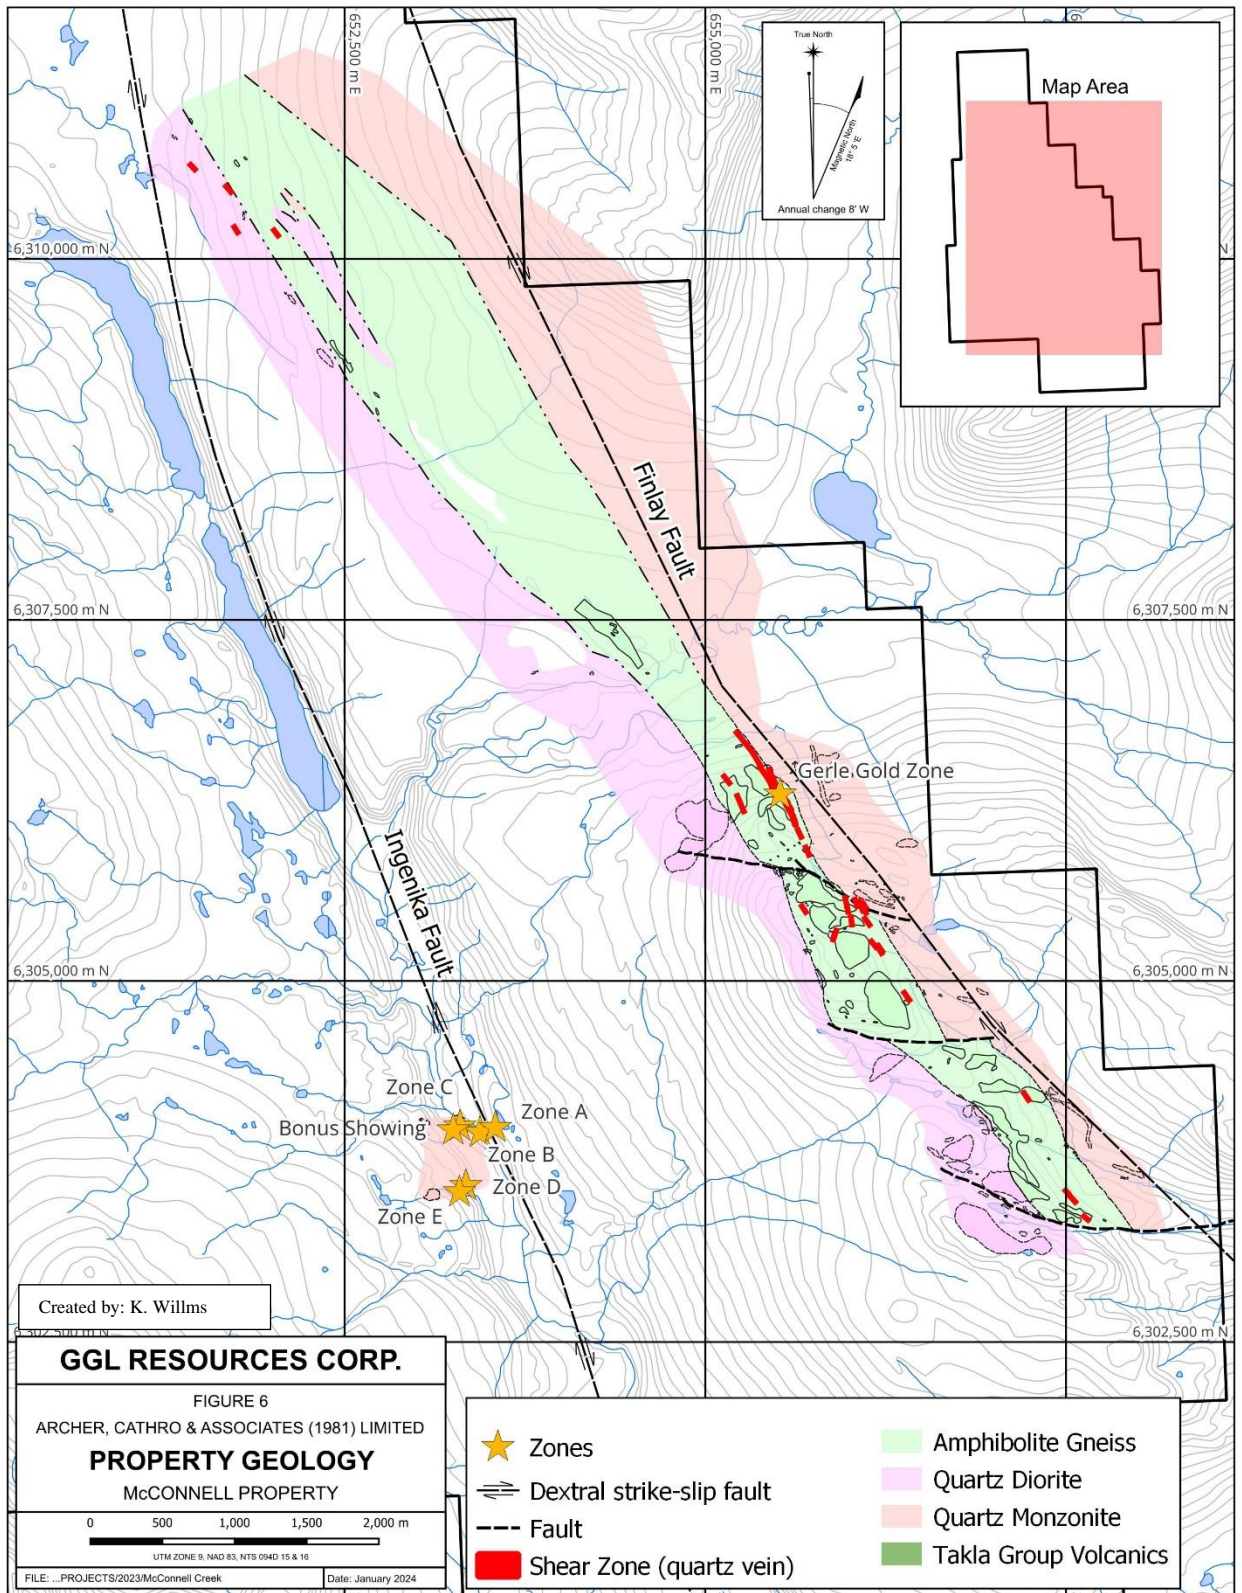 652,500 m E
655,000 m E
6
True North
Magnetic North
18° 5 'E
Annual change 8' W
Map Area
6,310,000 m N
N
Finlay Fault
6,307,500 m N
6,307,500 m N
Gerle Gold Zone
Ingenika Fault
6,305,000 m N
6,305,000 m N
Zone C
Zone A
Bonus Showing
Zone B
Zone D
Zone E
Created by: K. Willms
6,302,500 m N
6,302,500 m N
GGL RESOURCES CORP.
FIGURE 6
ARCHER, CATHRO & ASSOCIATES (1981) LIMITED
PROPERTY GEOLOGY
McCONNELL PROPERTY
0 500 1,000 1,500 2,000 m
UTM ZONE 9, NAD 83, NTS 094D 15 & 16
FILE: ...PROJECTS/2023/McConnell Creek
Date: January 2024
Zones
Dextral strike-slip fault
Fault
Shear Zone (quartz vein)
Amphibolite Gneiss
Quartz Diorite
Quartz Monzonite
Takla Group Volcanics